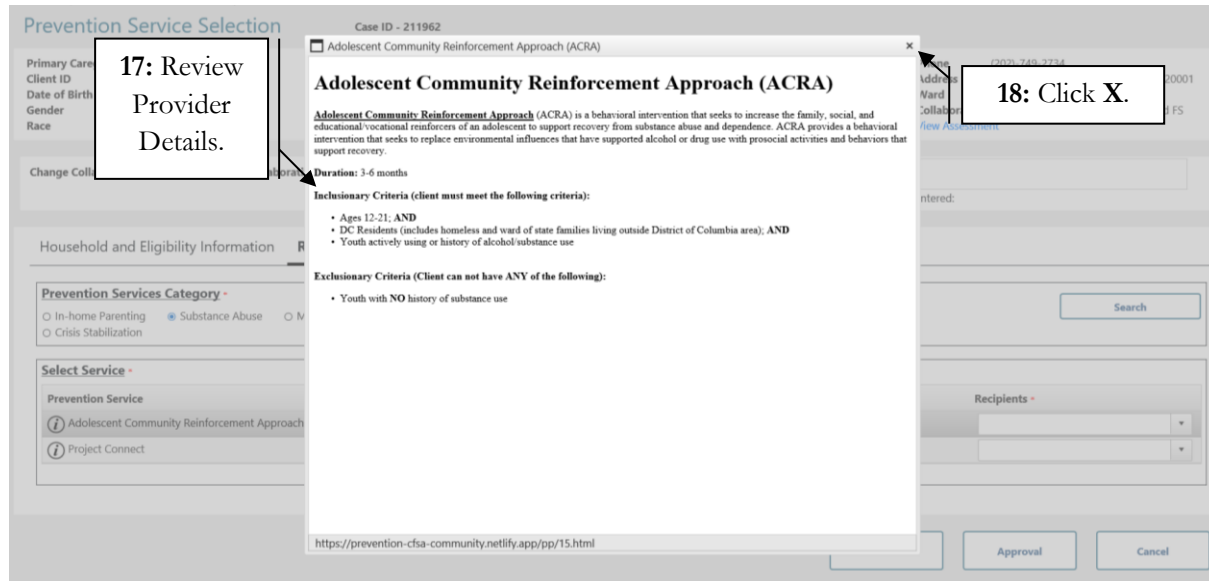 Prevention Service Selection
Case ID - 211962
Primary Care
Client ID
Date of Birth
Gender
Race
17: Review
Provider
Details.
Adolescent Community Reinforcement Approach (ACRA)
×
Phone
(202)-749-2734
Address
20001
Ward
Collabora
d FS
View Assessment
18: Click X.
Adolescent Community Reinforcement Approach (ACRA)
Adolescent Community Reinforcement Approach (ACRA) is a behavioral intervention that seeks to increase the family, social, and
educational/vocational reinforcers of an adolescent to support recovery from substance abuse and dependence. ACRA provides a behavioral
intervention that seeks to replace environmental influences that have supported alcohol or drug use with prosocial activities and behaviors that
support recovery.
Duration: 3-6 months
Inclusionary Criteria (client must meet the following criteria):
• Ages 12-21; AND
• DC Residents (includes homeless and ward of state families living outside District of Columbia area); AND
• Youth actively using or history of alcohol/substance use
Exclusionary Criteria (Client can not have ANY of the following):
• Youth with NO history of substance use
https://prevention-cfsa-community.netlify.app/pp/15.html
Change Colla
aborati
ntered:
Household and Eligibility Information
R
Prevention Services Category *
In-home Parenting
Substance Abuse
M
Crisis Stabilization
Search
Select Service *
Prevention Service
Recipients *
Adolescent Community Reinforcement Approach
Project Connect
Approval
Cancel